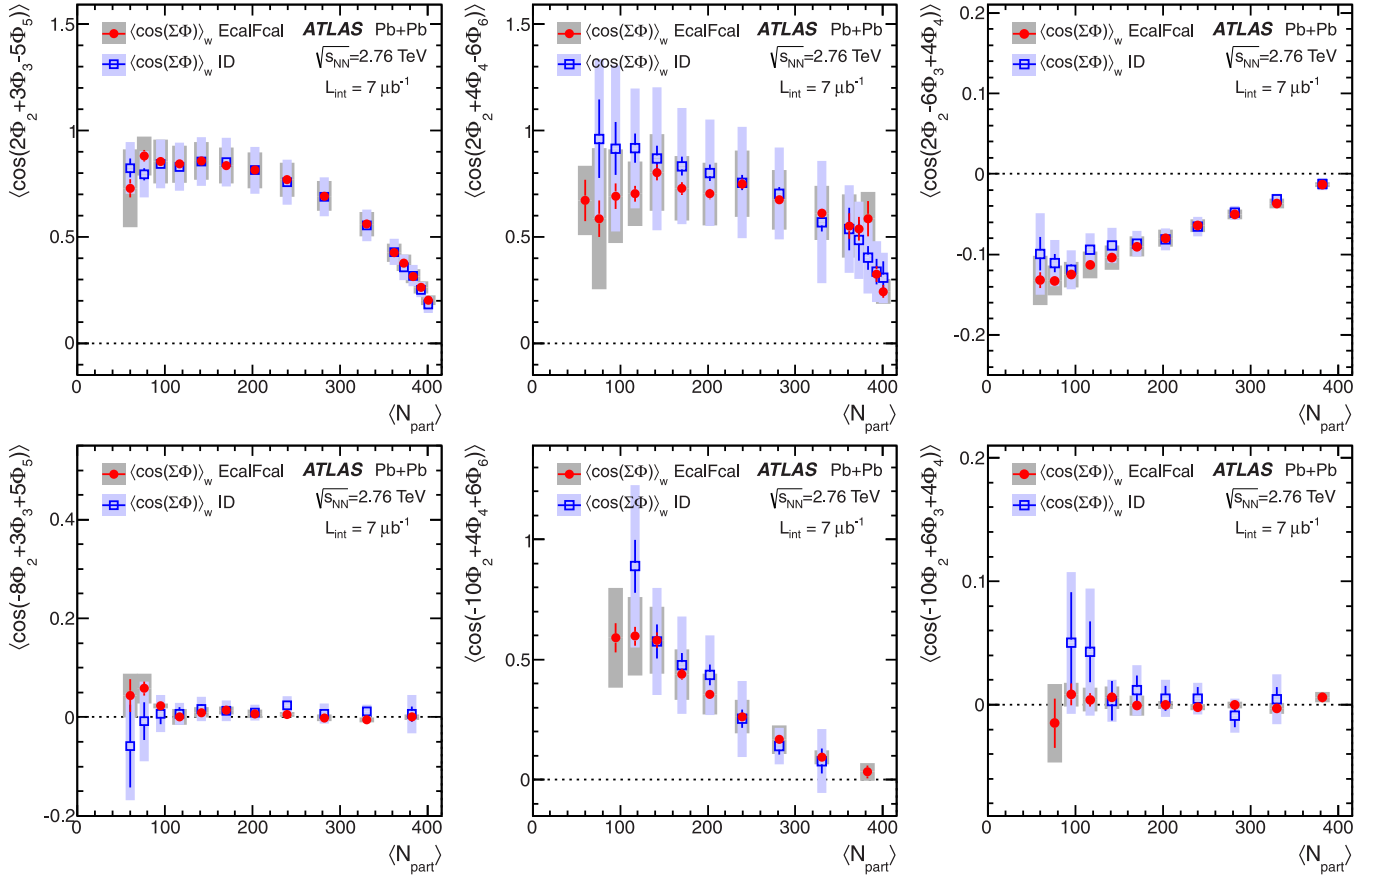 ⟨cos(2Φ₂+3Φ₃-5Φ₅)⟩
1.5
1
0.5
0
⟨cos(ΣΦ)⟩w EcalFcal
⟨cos(ΣΦ)⟩w ID
ATLAS Pb+Pb
√sNN=2.76 TeV
Lint = 7 μb⁻¹
0 100 200 300 400
⟨Npart⟩
⟨cos(2Φ₂+4Φ₄-6Φ₆)⟩
1.5
1
0.5
0
⟨cos(ΣΦ)⟩w EcalFcal
⟨cos(ΣΦ)⟩w ID
ATLAS Pb+Pb
√sNN=2.76 TeV
Lint = 7 μb⁻¹
0 100 200 300 400
⟨Npart⟩
⟨cos(2Φ₂-6Φ₃+4Φ₄)⟩
0.2
0.1
0
-0.1
-0.2
⟨cos(ΣΦ)⟩w EcalFcal
⟨cos(ΣΦ)⟩w ID
ATLAS Pb+Pb
√sNN=2.76 TeV
Lint = 7 μb⁻¹
0 100 200 300 400
⟨Npart⟩
⟨cos(-8Φ₂+3Φ₃+5Φ₅)⟩
0.4
0.2
0
-0.2
⟨cos(ΣΦ)⟩w EcalFcal
⟨cos(ΣΦ)⟩w ID
ATLAS Pb+Pb
√sNN=2.76 TeV
Lint = 7 μb⁻¹
0 100 200 300 400
⟨Npart⟩
⟨cos(-10Φ₂+4Φ₄+6Φ₆)⟩
1
0.5
0
⟨cos(ΣΦ)⟩w EcalFcal
⟨cos(ΣΦ)⟩w ID
ATLAS Pb+Pb
√sNN=2.76 TeV
Lint = 7 μb⁻¹
0 100 200 300 400
⟨Npart⟩
⟨cos(-10Φ₂+6Φ₃+4Φ₄)⟩
0.2
0.1
0
⟨cos(ΣΦ)⟩w EcalFcal
⟨cos(ΣΦ)⟩w ID
ATLAS Pb+Pb
√sNN=2.76 TeV
Lint = 7 μb⁻¹
0 100 200 300 400
⟨Npart⟩